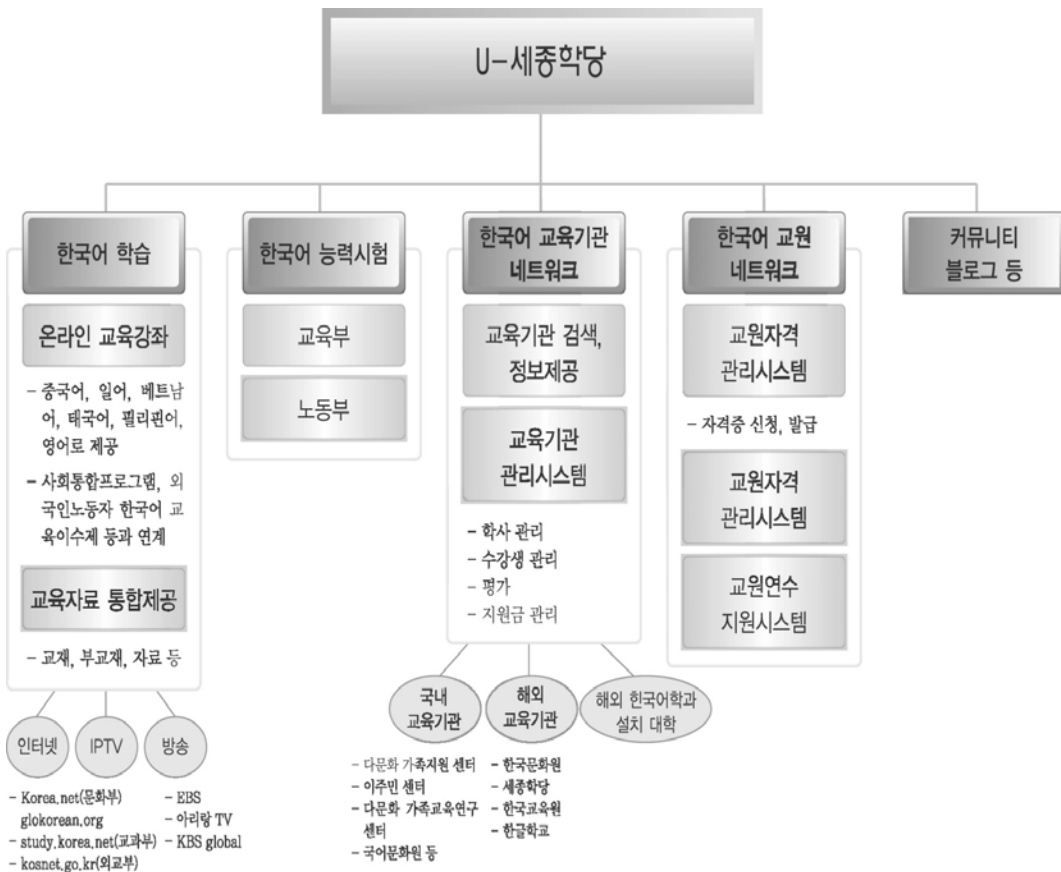 U-세종학당
한국어 학습
온라인 교육강좌
- 중국어, 일어, 베트남
어, 태국어, 필리핀어,
영어로 제공
- 사회통합프로그램, 외
국인노동자 한국어 교
육이수제 등과 연계
교육자료 통합제공
- 교재, 부교재, 자료 등
인터넷
IPTV
방송
- Korea.net(문화부)
glokorean.org
- study.korea.net(교과부)
- kosnet.go.kr(외교부)
- EBS
- 아리랑 TV
- KBS global
한국어 능력시험
교육부
노동부
한국어 교육기관
네트워크
교육기관 검색,
정보제공
교육기관
관리시스템
- 학사 관리
- 수강생 관리
- 평가
- 지원금 관리
국내
교육기관
해외
교육기관
해외 한국어학과
설치 대학
- 다문화 가족지원 센터
- 이주민 센터
- 다문화 가족교육연구
센터
- 국어문화원 등
- 한국문화원
- 세종학당
- 한국교육원
- 한글학교
한국어 교원
네트워크
교원자격
관리시스템
- 자격증 신청, 발급
교원자격
관리시스템
교원연수
지원시스템
커뮤니티
블로그 등